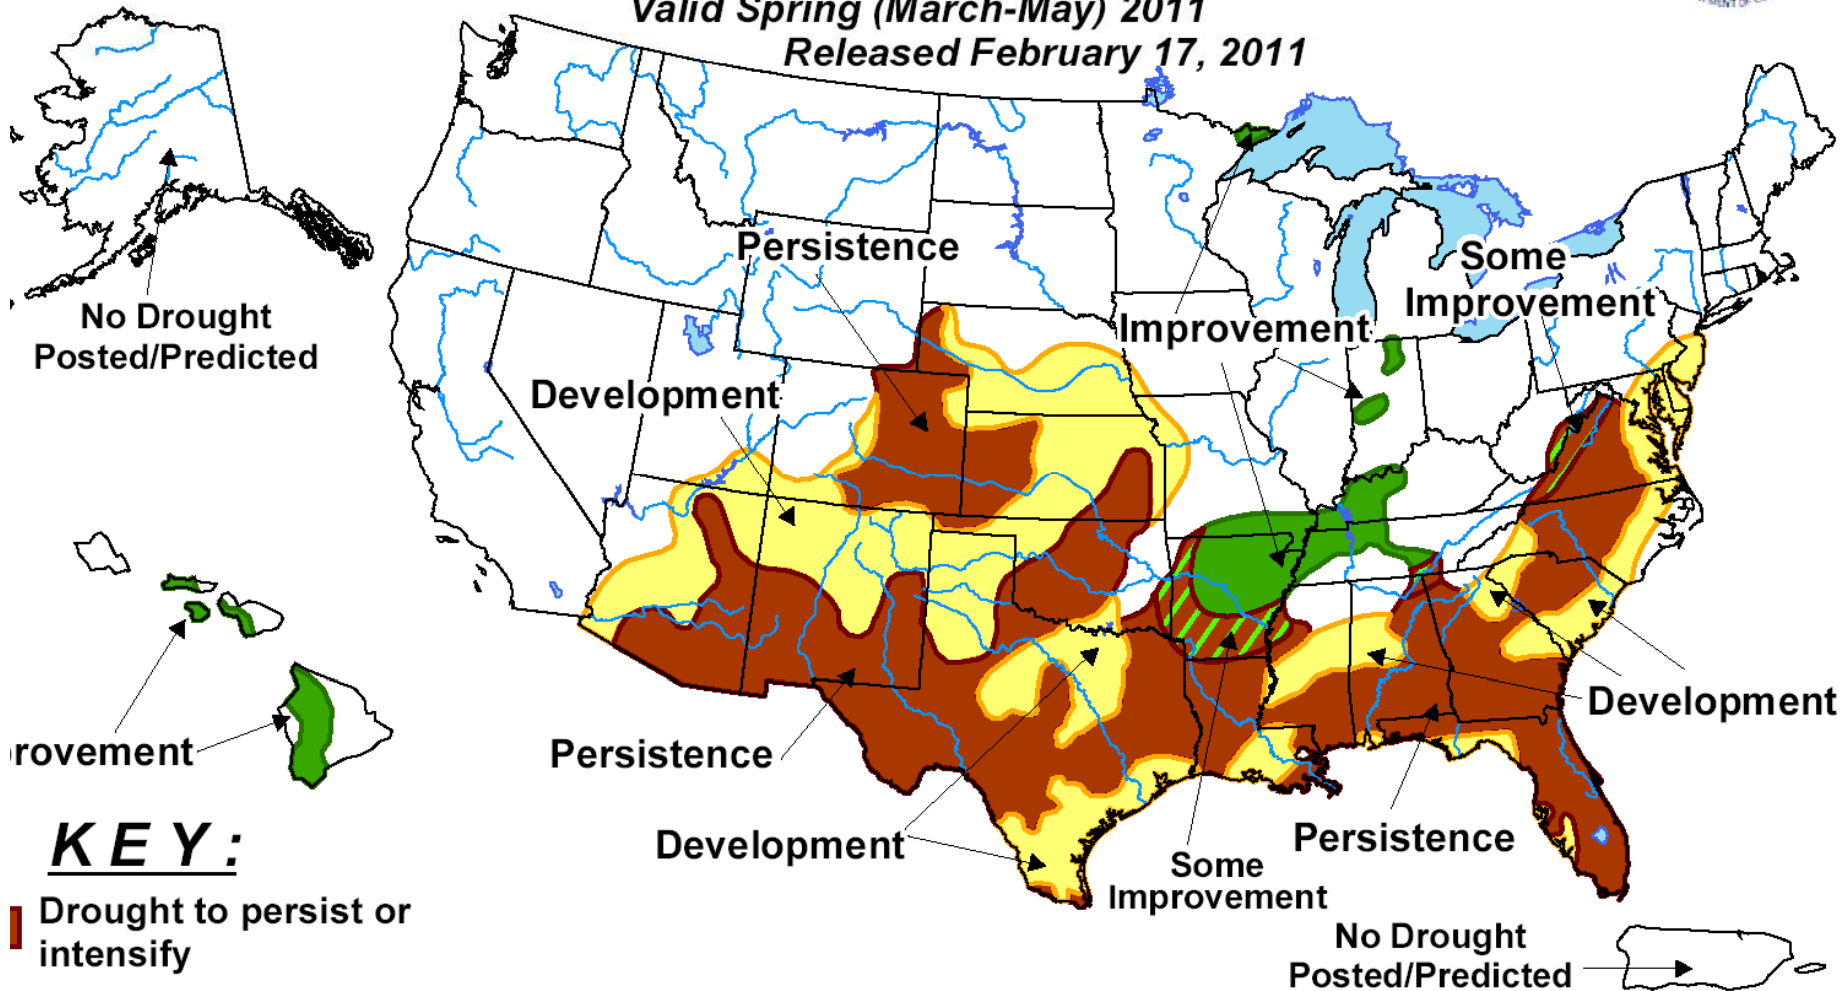 Valid Spring (March-May) 2011
Released February 17, 2011
Persistence
Some
Improvement
No Drought
Posted/Predicted
Improvement
Development
Development
rovement
Persistence
KEY:
Development
Persistence
Some
Improvement
Drought to persist or
intensify
No Drought
Posted/Predicted